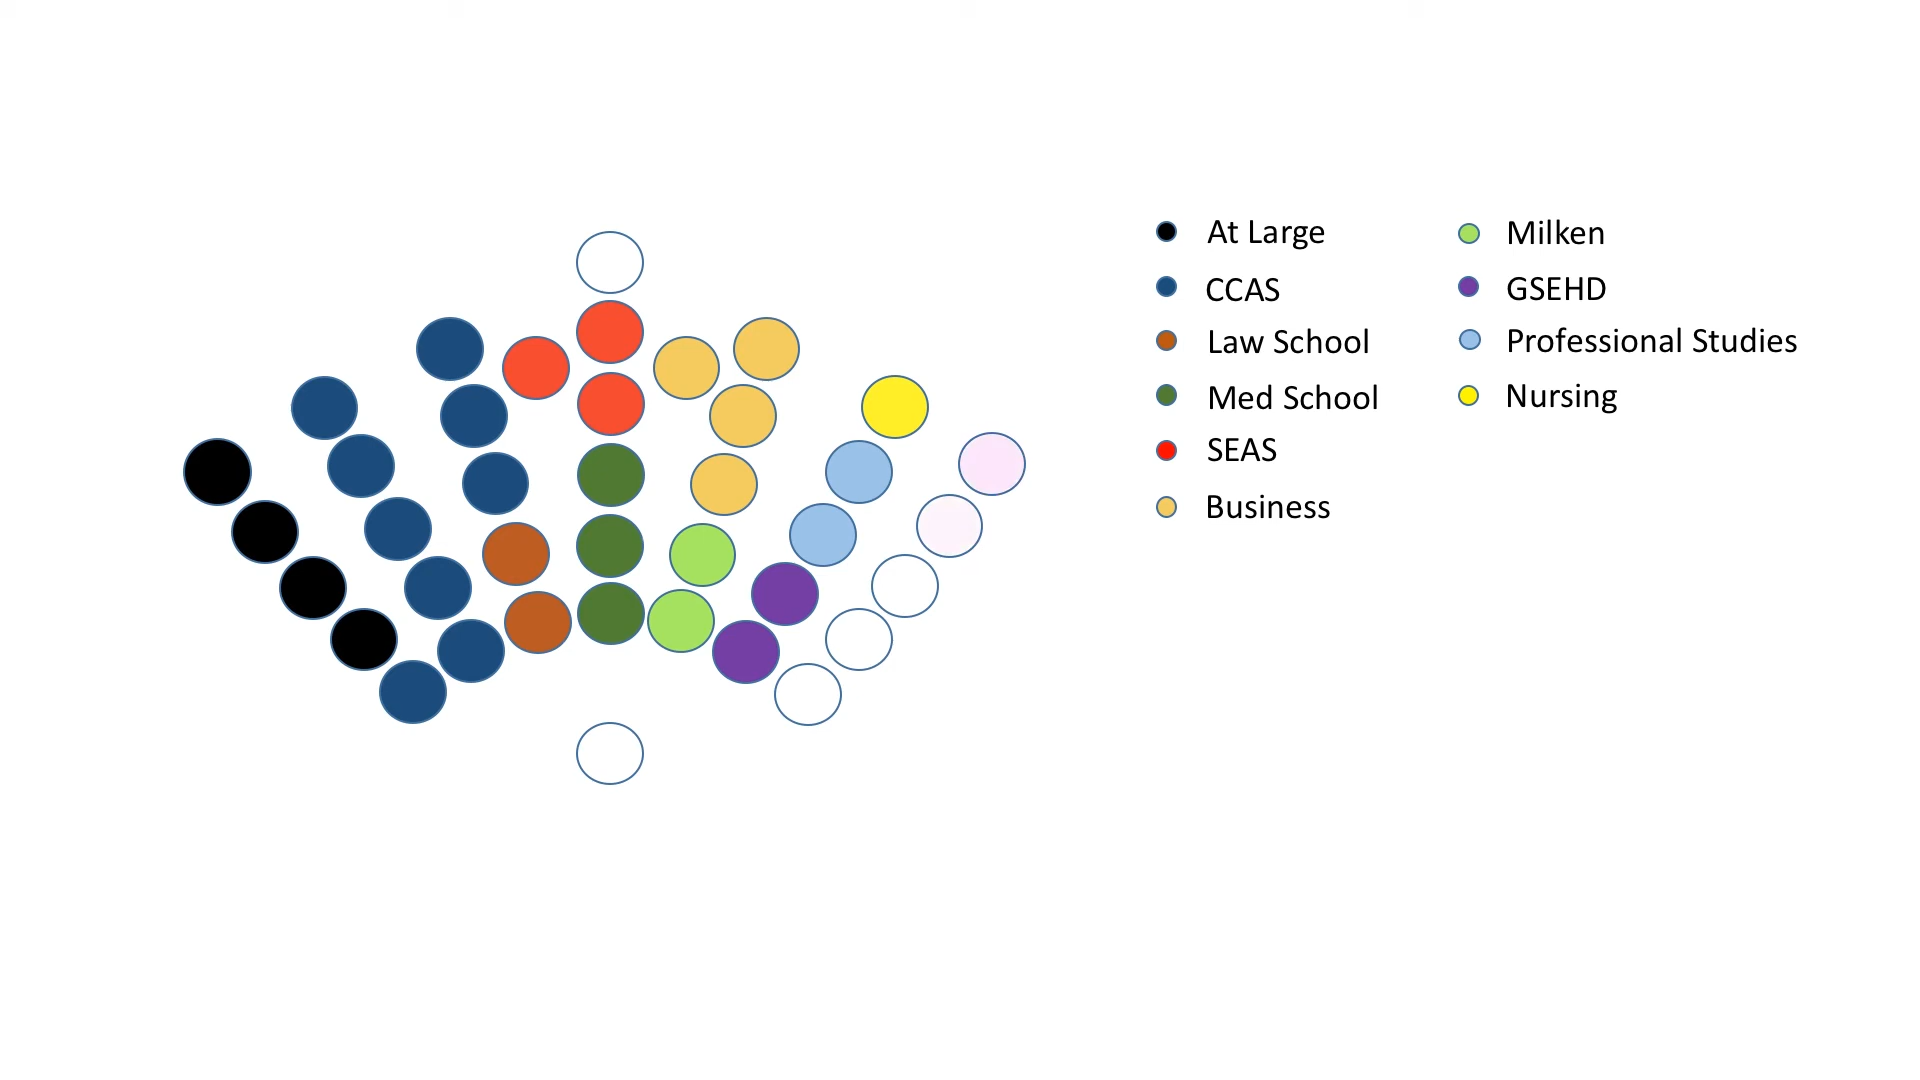 At Large
CCAS
Law School
Med School
SEAS
Business
Milken
GSEHD
Professional Studies
Nursing